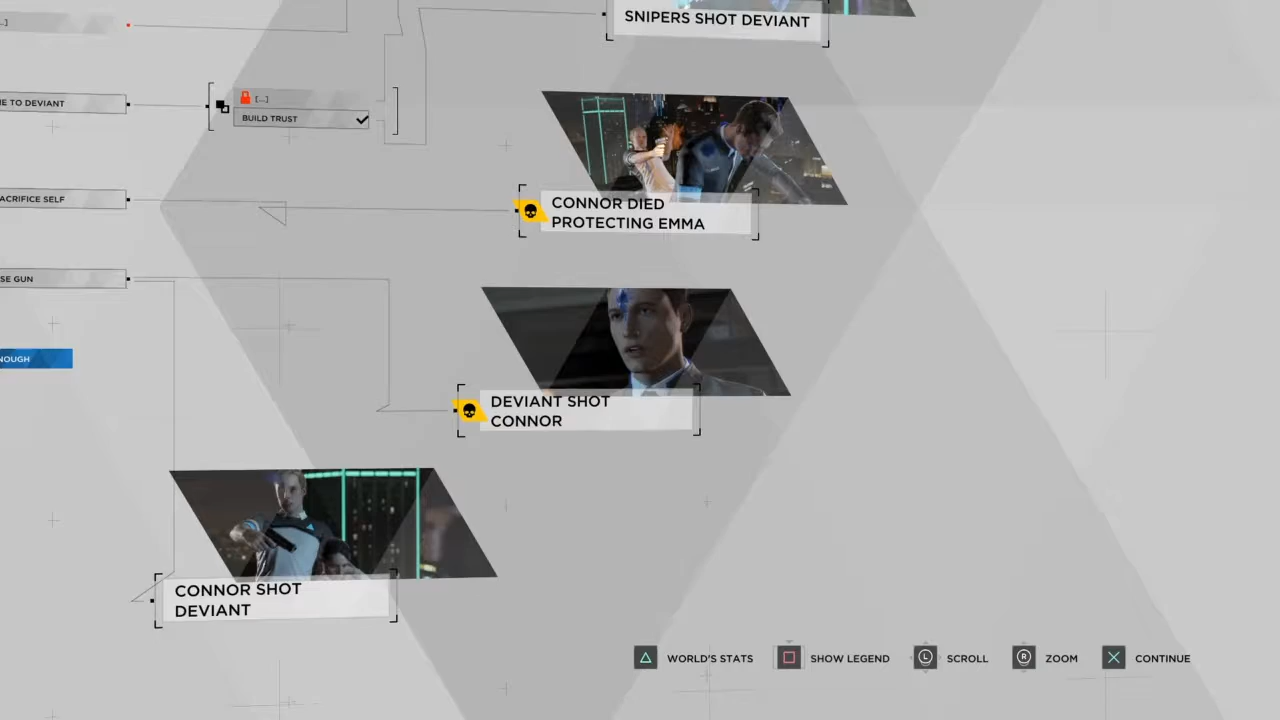 [...]
SNIPERS SHOT DEVIANT
E TO DEVIANT
[...]
BUILD TRUST
ACRIFICE SELF
CONNOR DIED
PROTECTING EMMA
SE GUN
NOUGH
DEVIANT SHOT
CONNOR
CONNOR SHOT
DEVIANT
WORLD'S STATS
SHOW LEGEND
L
SCROLL
R
ZOOM
CONTINUE